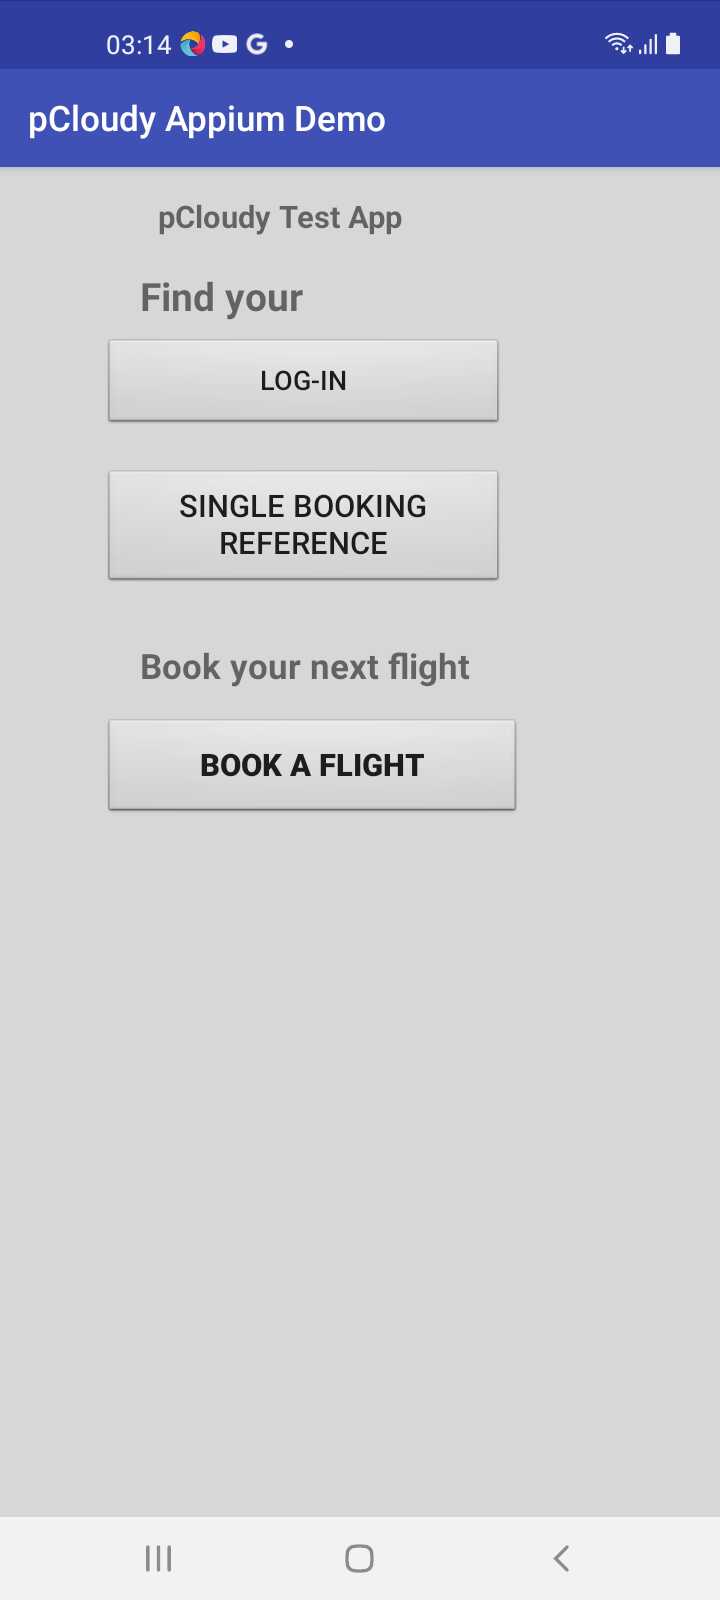 03:14
pCloudy Appium Demo
pCloudy Test App
Find your
LOG-IN
SINGLE BOOKING
REFERENCE
Book your next flight
BOOK A FLIGHT